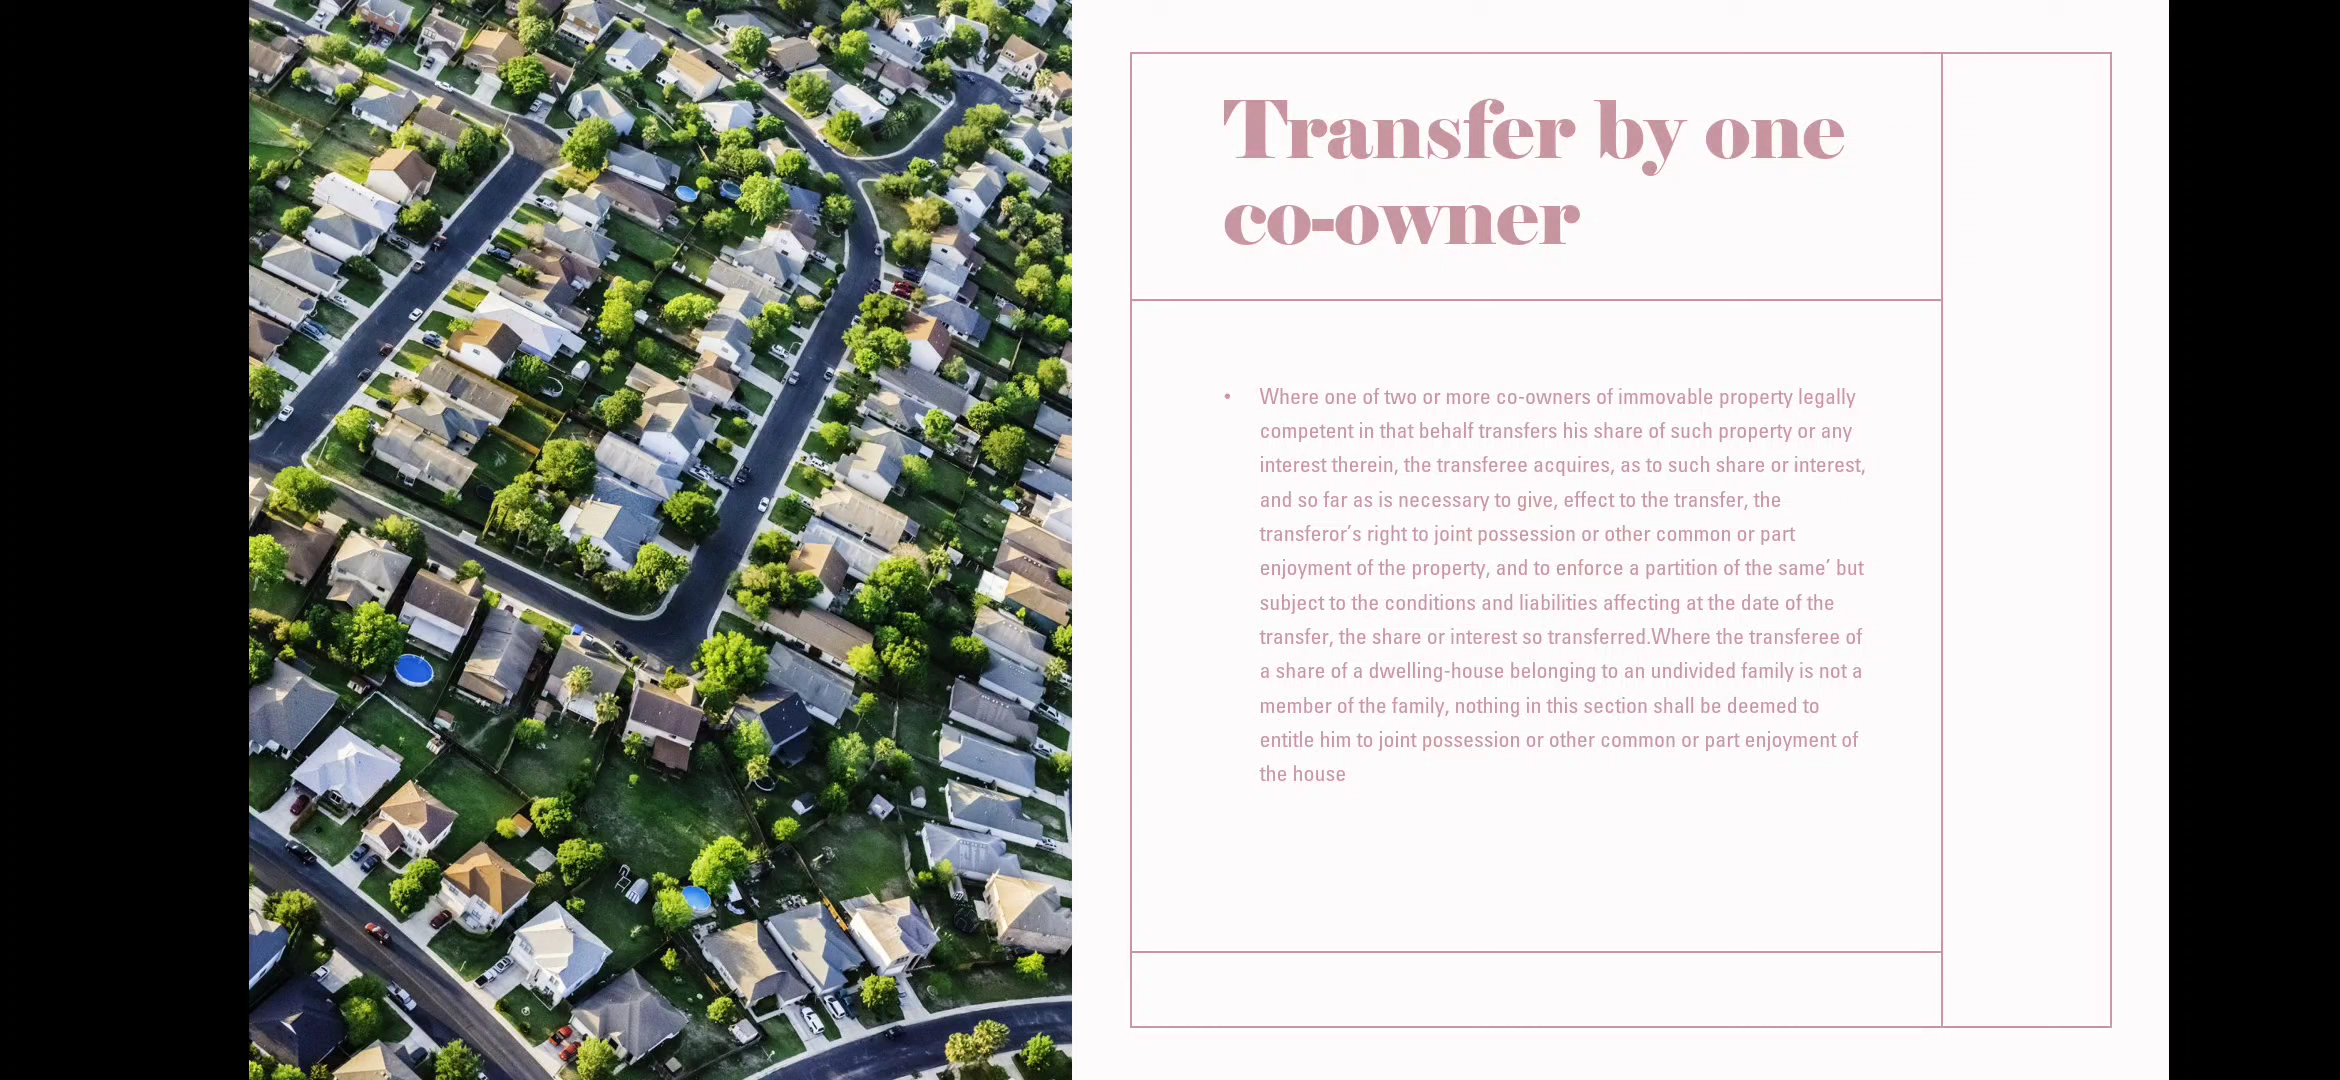 Transfer by one
co-owner
• Where one of two or more co-owners of immovable property legally
competent in that behalf transfers his share of such property or any
interest therein, the transferee acquires, as to such share or interest,
and so far as is necessary to give, effect to the transfer, the
transferor’s right to joint possession or other common or part
enjoyment of the property, and to enforce a partition of the same’ but
subject to the conditions and liabilities affecting at the date of the
transfer, the share or interest so transferred.Where the transferee of
a share of a dwelling-house belonging to an undivided family is not a
member of the family, nothing in this section shall be deemed to
entitle him to joint possession or other common or part enjoyment of
the house